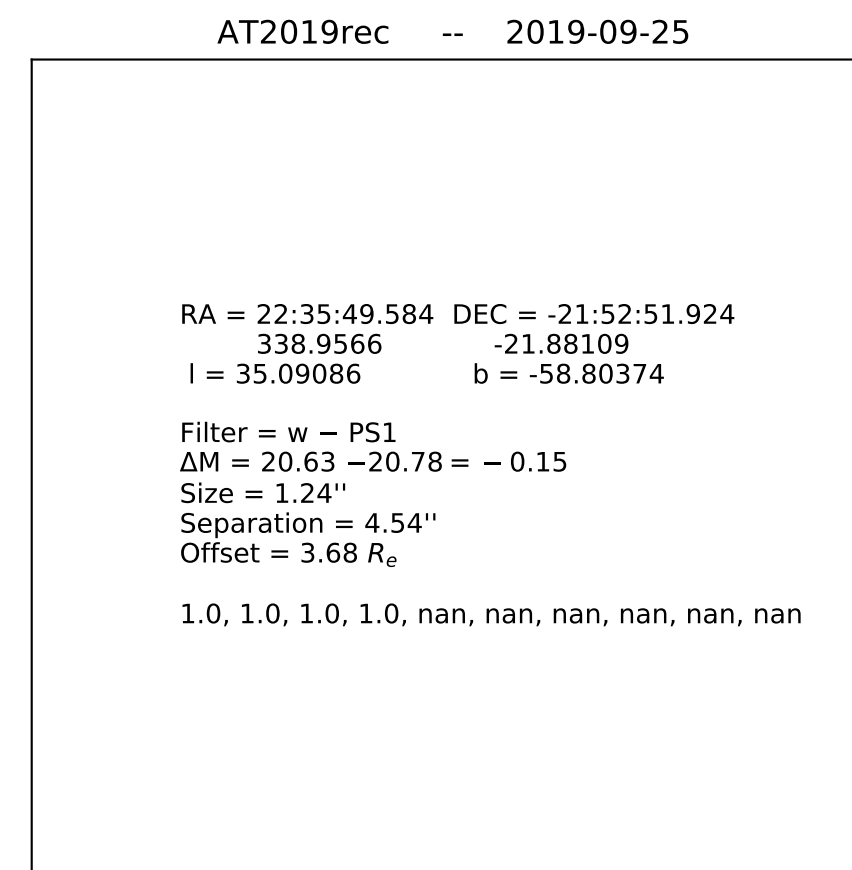 AT2019rec -- 2019-09-25
RA = 22:35:49.584 DEC = -21:52:51.924
338.9566 -21.88109
l = 35.09086 b = -58.80374
Filter = w − PS1
ΔM = 20.63 −20.78 = − 0.15
Size = 1.24''
Separation = 4.54''
Offset = 3.68 Re
1.0, 1.0, 1.0, 1.0, nan, nan, nan, nan, nan, nan